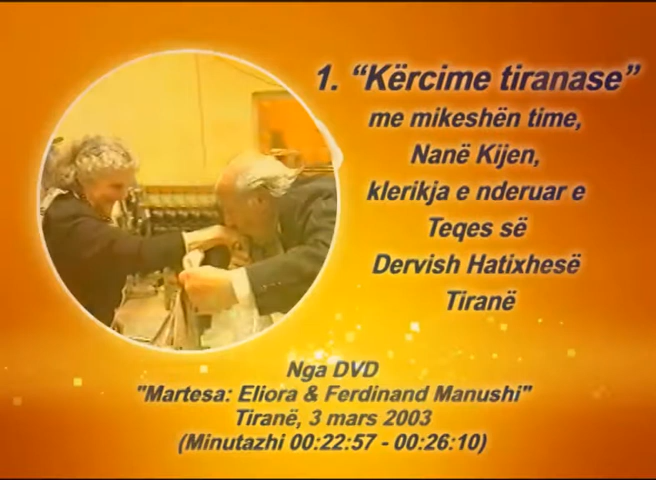 1. “Kërcime tiranase”
me mikeshën time,
Nanë Kijen,
klerikja e nderuar e
Teqes së
Dervish Hatixhesë
Tiranë
Nga DVD
"Martesa: Eliora & Ferdinand Manushi"
Tiranë, 3 mars 2003
(Minutazhi 00:22:57 - 00:26:10)